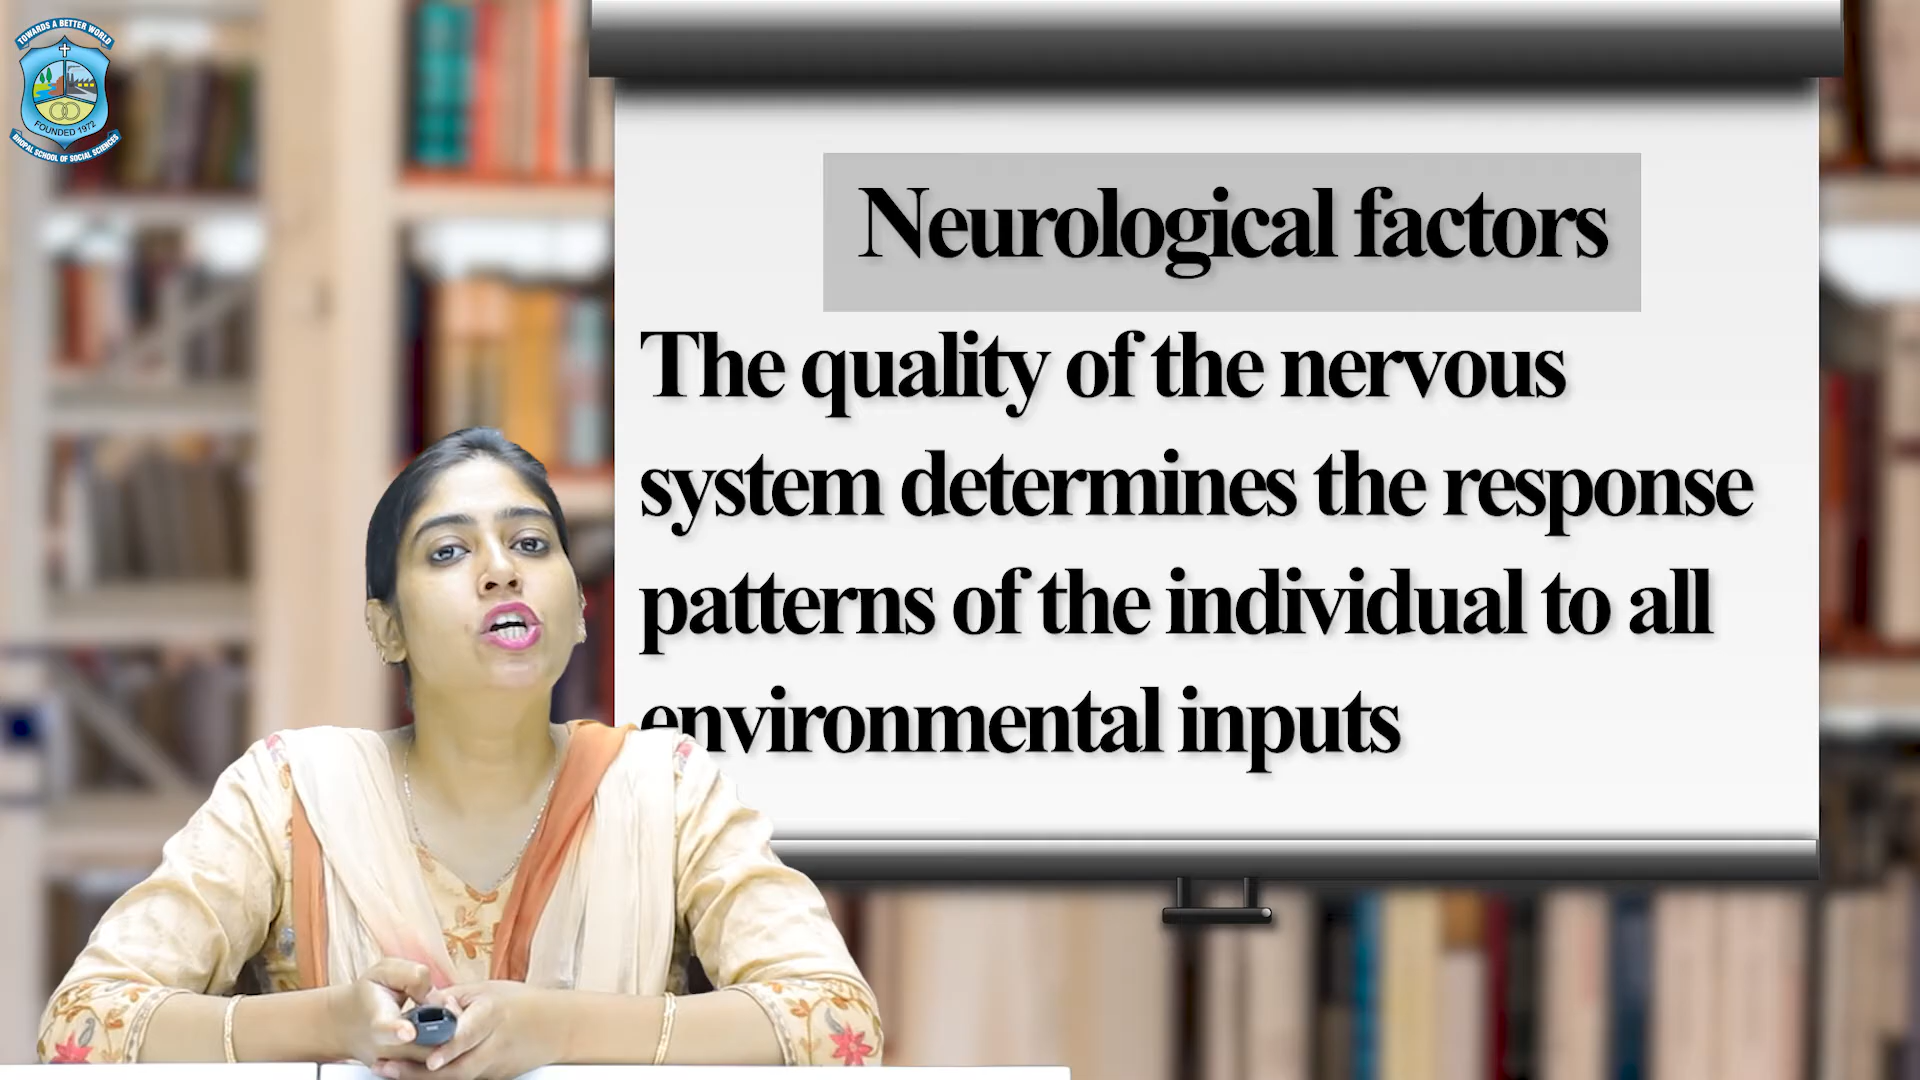 TOWARDS A BETTER WORLD
FOUNDED 1972
BHOPAL SCHOOL OF SOCIAL SCIENCES
Neurological factors
The quality of the nervous
system determines the response
patterns of the individual to all
environmental inputs